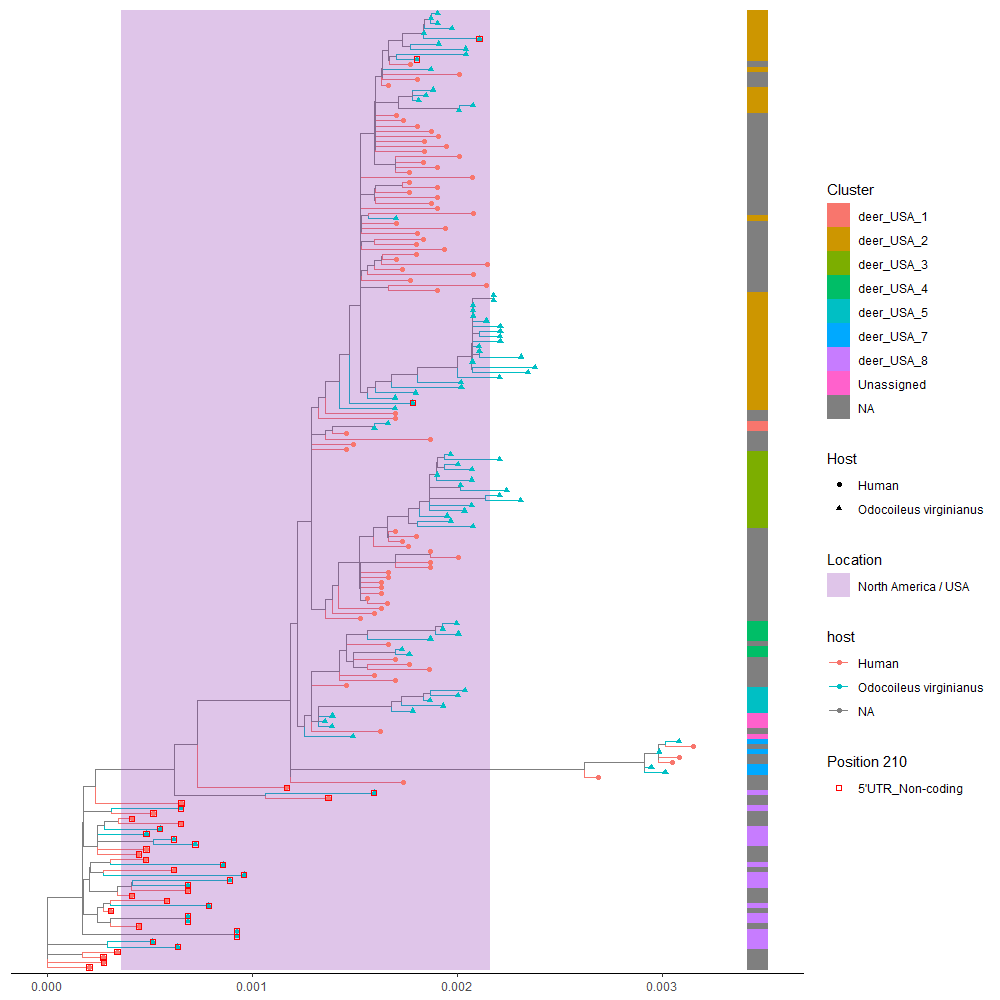 Cluster
deer_USA_1
deer_USA_2
deer_USA_3
deer_USA_4
deer_USA_5
deer_USA_7
deer_USA_8
Unassigned
NA
Host
Human
Odocoileus virginianus
Location
North America / USA
host
Human
Odocoileus virginianus
NA
Position 210
5'UTR_Non-coding
0.000 0.001 0.002 0.003